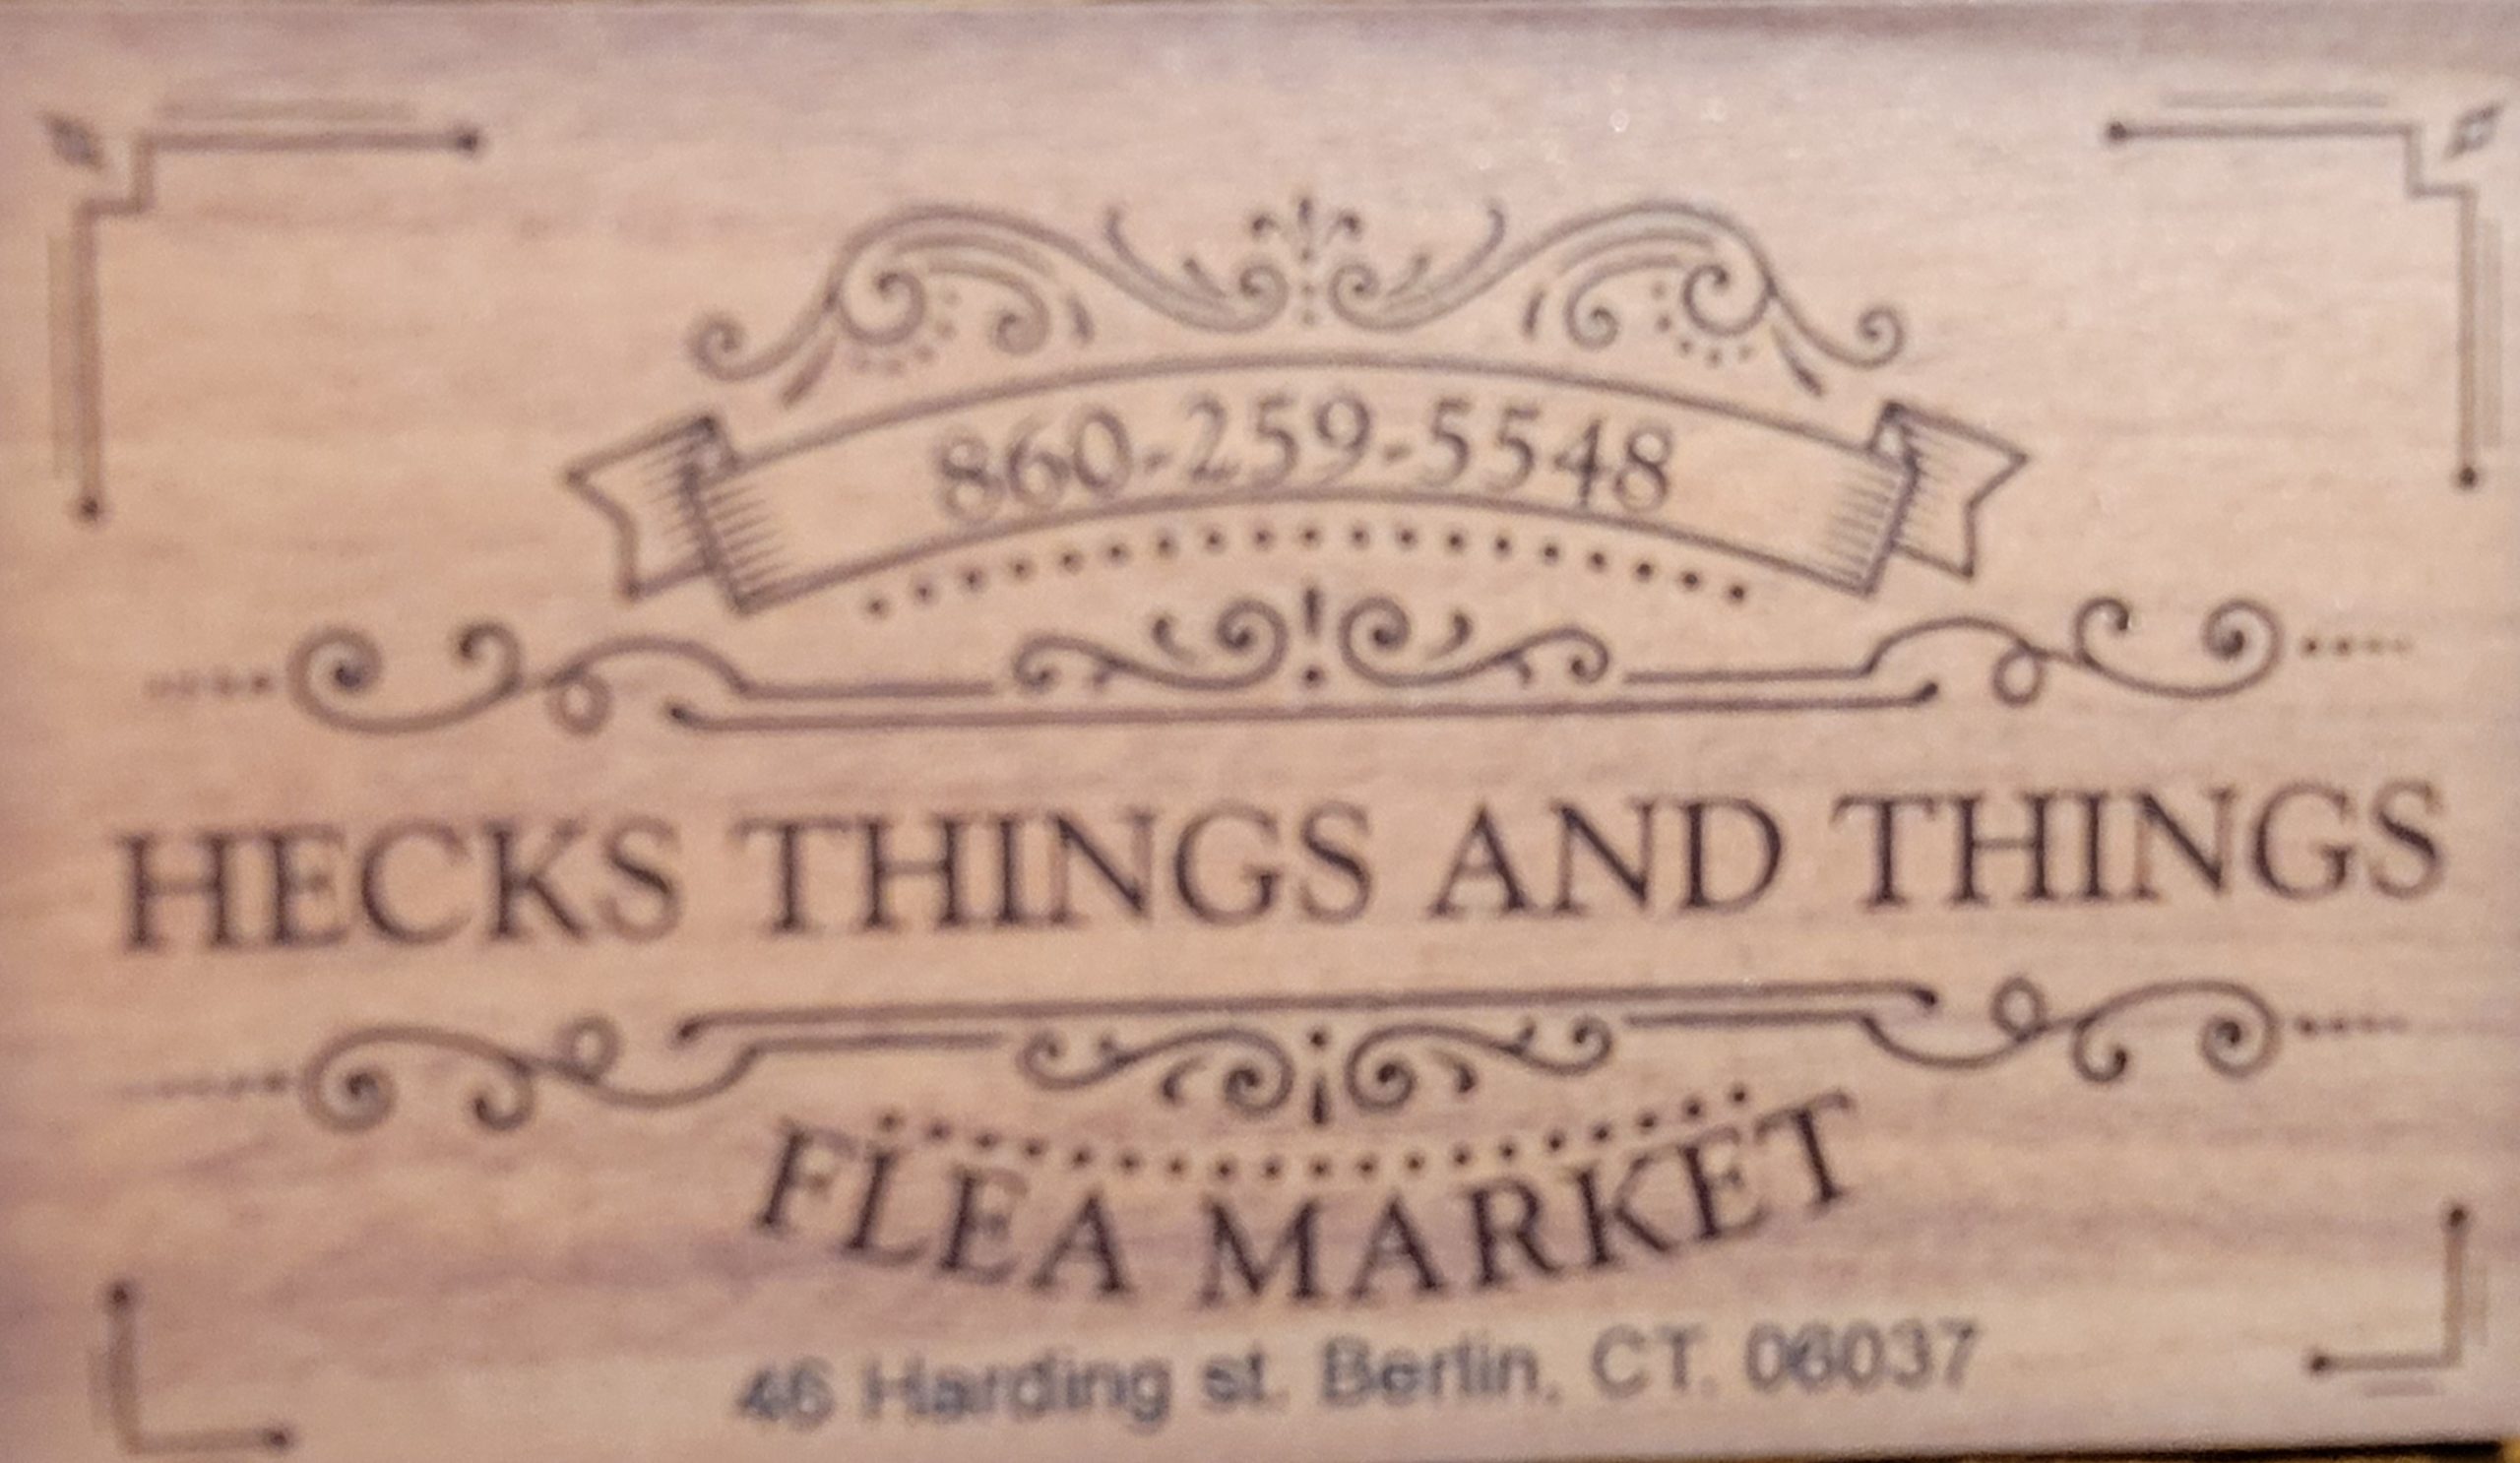 860-259-5548
HECKS THINGS AND THINGS
FLEA MARKET
46 Harding st. Berlin, CT. 06037